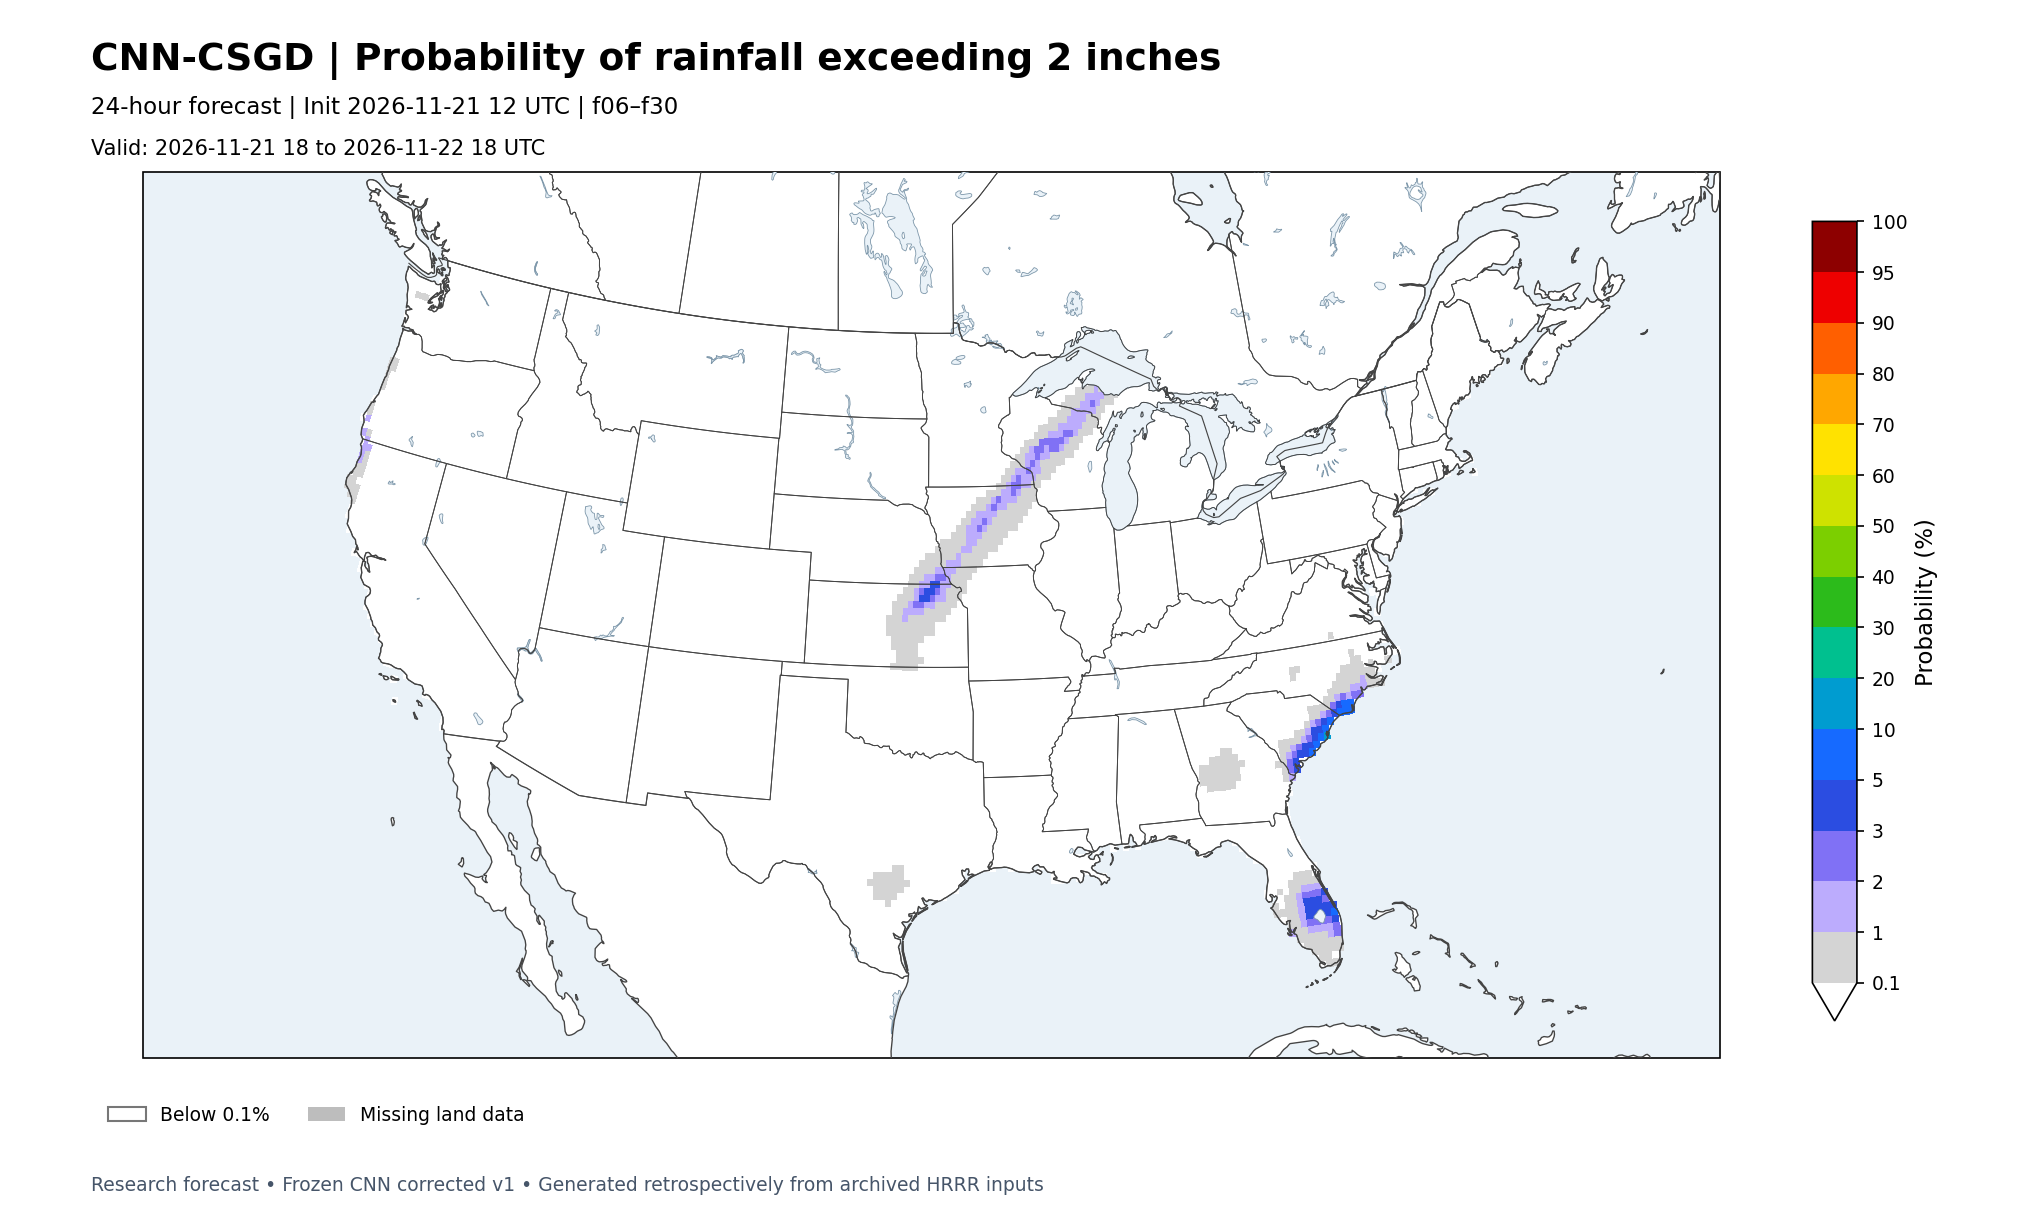 CNN-CSGD | Probability of rainfall exceeding 2 inches
24-hour forecast | Init 2026-11-21 12 UTC | f06–f30
Valid: 2026-11-21 18 to 2026-11-22 18 UTC
100
95
90
80
70
60
50
40
30
20
10
5
3
2
1
0.1
Probability (%)
Below 0.1%
Missing land data
Research forecast • Frozen CNN corrected v1 • Generated retrospectively from archived HRRR inputs